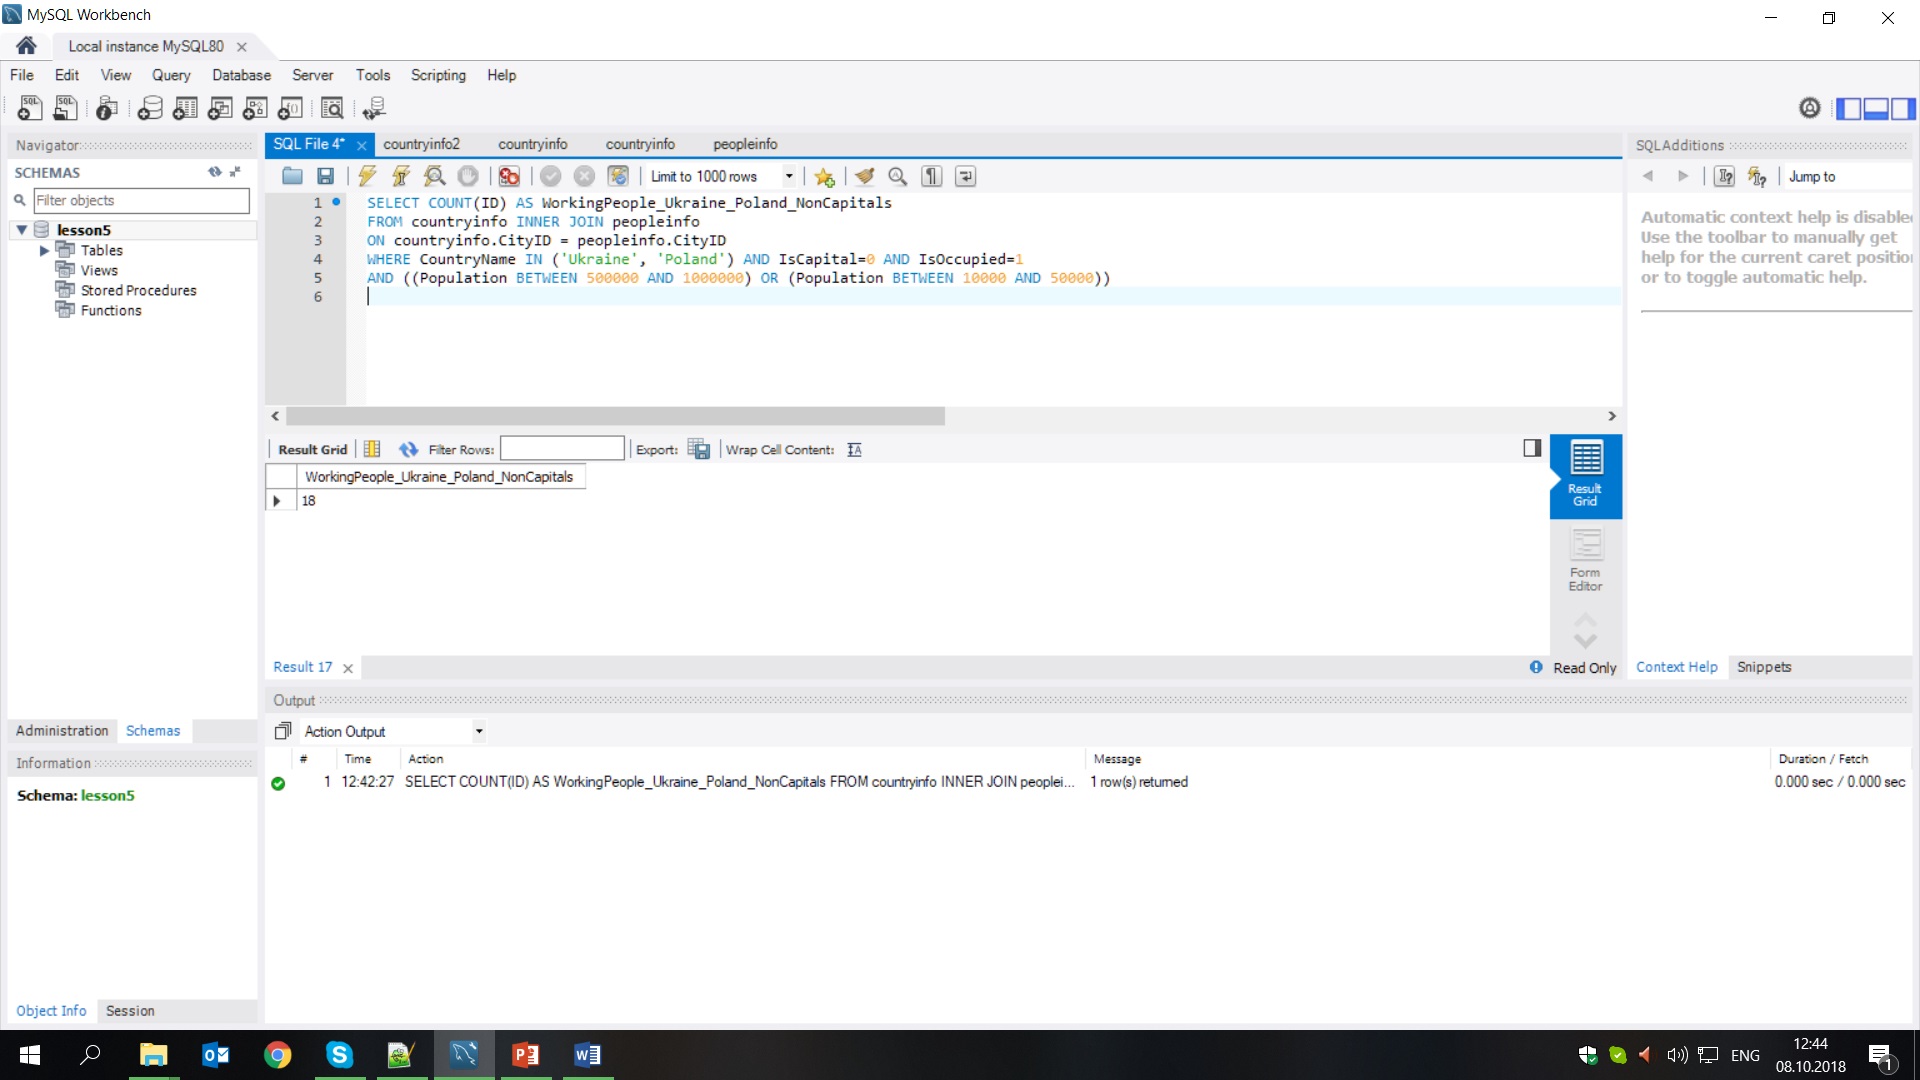 MySQL Workbench
Local instance MySQL80
File Edit View Query Database Server Tools Scripting Help
Navigator
SCHEMAS
Filter objects
lesson5
Tables
Views
Stored Procedures
Functions
Administration Schemas
Information
Schema: lesson5
Object Info Session
SQL File 4* countryinfo2 countryinfo countryinfo peopleinfo
Limit to 1000 rows
1 SELECT COUNT(ID) AS WorkingPeople_Ukraine_Poland_NonCapitals
2 FROM countryinfo INNER JOIN peopleinfo
3 ON countryinfo.CityID = peopleinfo.CityID
4 WHERE CountryName IN ('Ukraine', 'Poland') AND IsCapital=0 AND IsOccupied=1
5 AND ((Population BETWEEN 500000 AND 1000000) OR (Population BETWEEN 10000 AND 50000))
6
Result Grid Filter Rows: Export: Wrap Cell Content:
WorkingPeople_Ukraine_Poland_NonCapitals
18
Result
Grid
Form
Editor
Result 17 Read Only
SQLAdditions
Jump to
Automatic context help is disabled
Use the toolbar to manually get
help for the current caret position
or to toggle automatic help.
Context Help Snippets
Output
Action Output
# Time Action Message Duration / Fetch
1 12:42:27 SELECT COUNT(ID) AS WorkingPeople_Ukraine_Poland_NonCapitals FROM countryinfo INNER JOIN peoplei... 1 row(s) returned 0.000 sec / 0.000 sec
ENG
12:44
08.10.2018
1